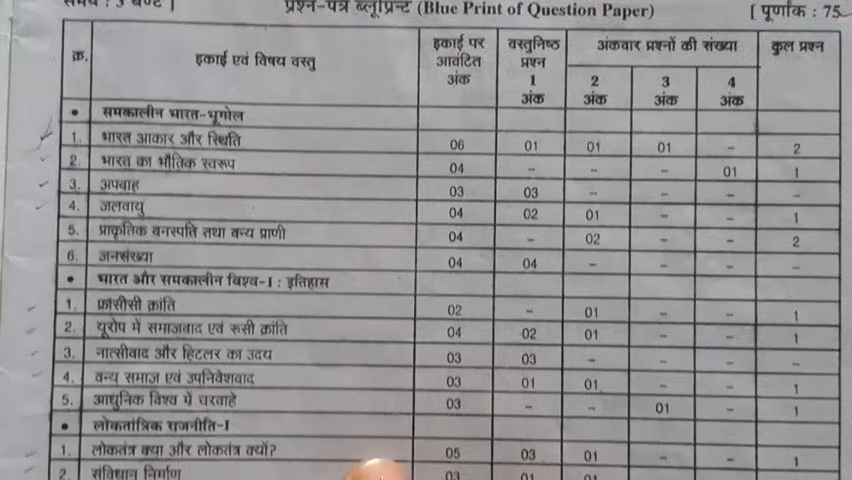 समय : 3 घण्टे ] प्रश्न-पत्र ब्लूप्रिन्ट (Blue Print of Question Paper) [ पूर्णांक : 75
क्र. इकाई एवं विषय वस्तु इकाई पर आवंटित अंक वस्तुनिष्ठ प्रश्न 1 अंक अंकवार प्रश्नों की संख्या कुल प्रश्न
2 अंक 3 अंक 4 अंक
• समकालीन भारत-भूगोल
1. भारत आकार और स्थिति 06 01 01 01 – 2
2. भारत का भौतिक स्वरूप 04 – – – 01 1
3. अपवाह 03 03 – – – –
4. जलवायु 04 02 01 – – 1
5. प्राकृतिक वनस्पति तथा वन्य प्राणी 04 – 02 – – 2
6. जनसंख्या 04 04 – – – –
• भारत और समकालीन विश्व-I : इतिहास
1. फ्रांसीसी क्रांति 02 – 01 – – 1
2. यूरोप में समाजवाद एवं रूसी क्रांति 04 02 01 – – 1
3. नात्सीवाद और हिटलर का उदय 03 03 – – – –
4. वन्य समाज एवं उपनिवेशवाद 03 01 01 – – 1
5. आधुनिक विश्व में चरवाहे 03 – – 01 – 1
• लोकतांत्रिक राजनीति-I
1. लोकतंत्र क्या और लोकतंत्र क्यों? 05 03 01 – – 1
2. संविधान निर्माण 03 01 01